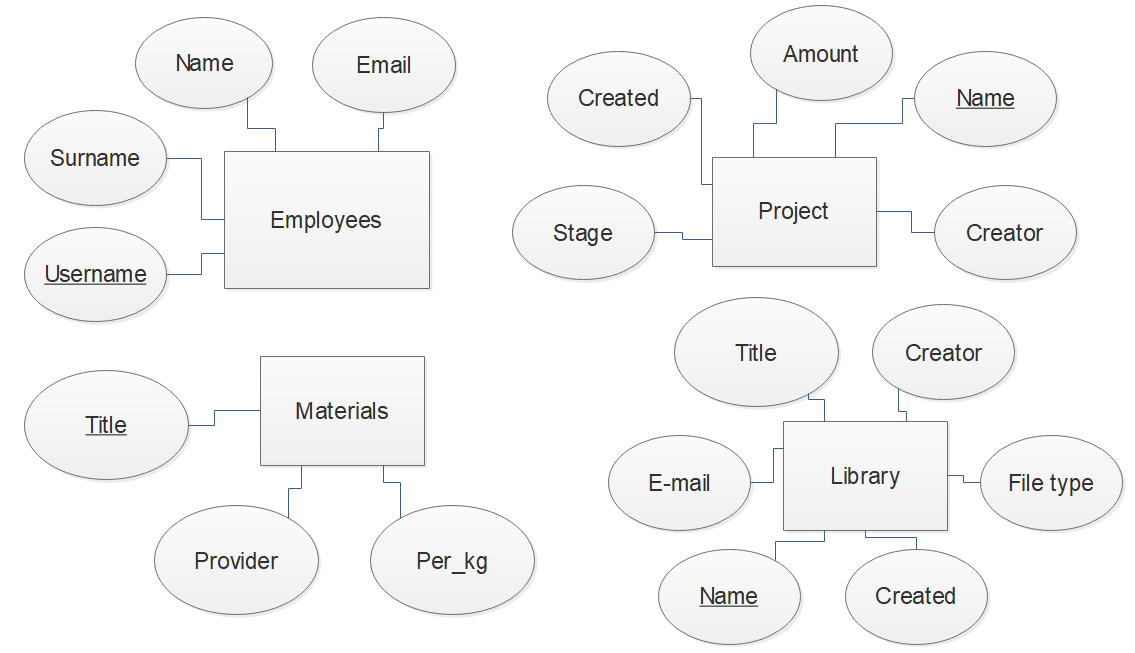 Name
Email
Surname
Employees
Username
Amount
Created
Name
Project
Stage
Creator
Title
Materials
Provider
Per_kg
Title
Creator
E-mail
Library
File type
Name
Created